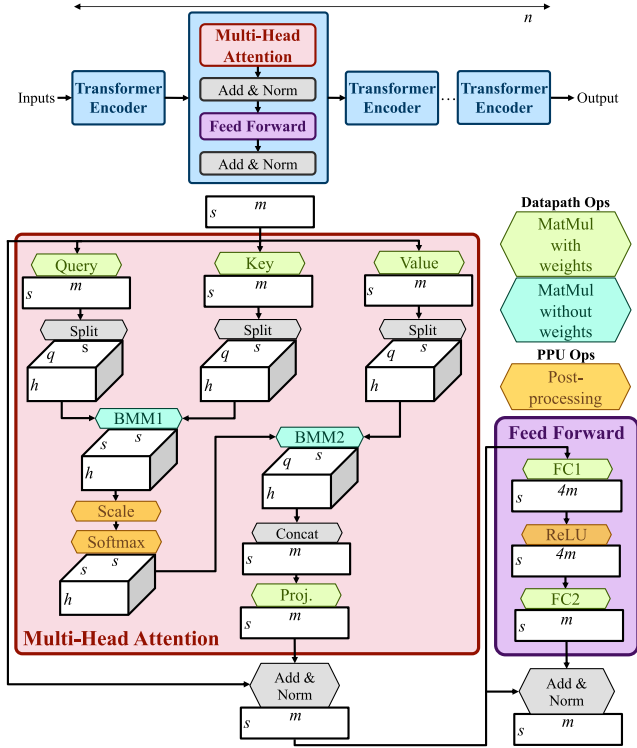 n
Multi-Head
Attention
Add & Norm
Feed Forward
Add & Norm
Inputs
Transformer
Encoder
Transformer
Encoder
...
Transformer
Encoder
Output
s
m
Query
Key
Value
s
m
s
m
s
m
Split
Split
Split
q
s
h
q
s
h
q
s
h
BMM1
BMM2
s
s
h
q
s
h
Scale
Softmax
s
s
h
Concat
s
m
Proj.
s
m
Multi-Head Attention
Add &
Norm
s
m
Datapath Ops
MatMul
with
weights
MatMul
without
weights
PPU Ops
Post-
processing
Feed Forward
FC1
s
4m
ReLU
s
4m
FC2
s
m
Add &
Norm
s
m